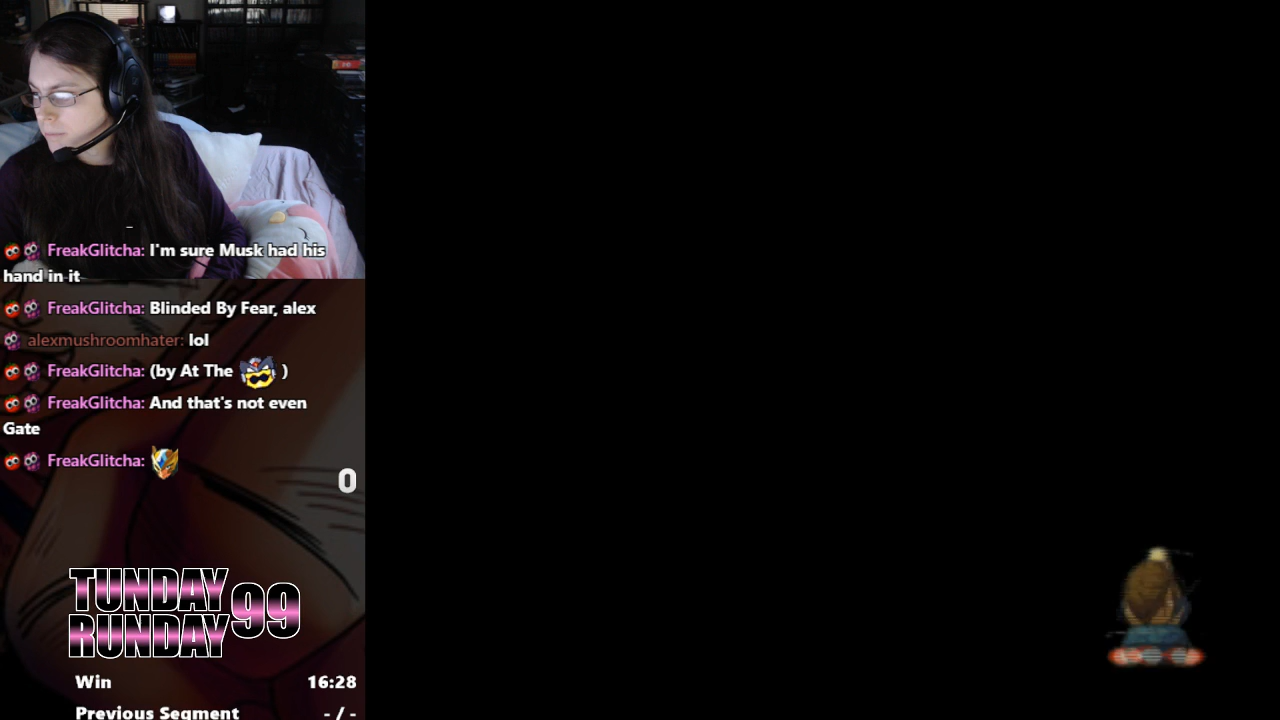 FreakGlitcha: I'm sure Musk had his
hand in it
FreakGlitcha: Blinded By Fear, alex
alexmushroomhater: lol
FreakGlitcha: (by At The )
FreakGlitcha: And that's not even
Gate
FreakGlitcha:
0
TUNDAY
RUNDAY
99
Win 16:28
Previous Segment - / -